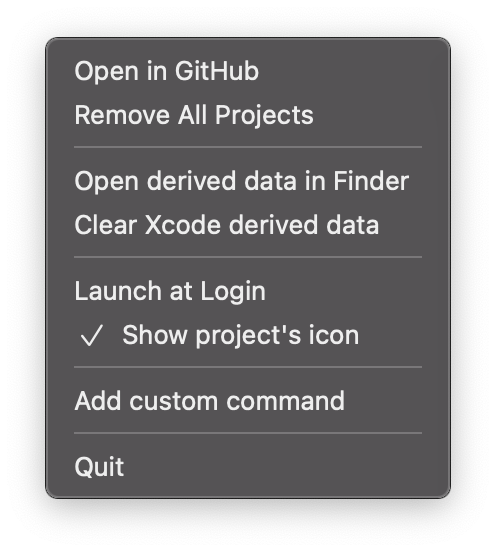 Open in GitHub
Remove All Projects
Open derived data in Finder
Clear Xcode derived data
Launch at Login
✓ Show project's icon
Add custom command
Quit